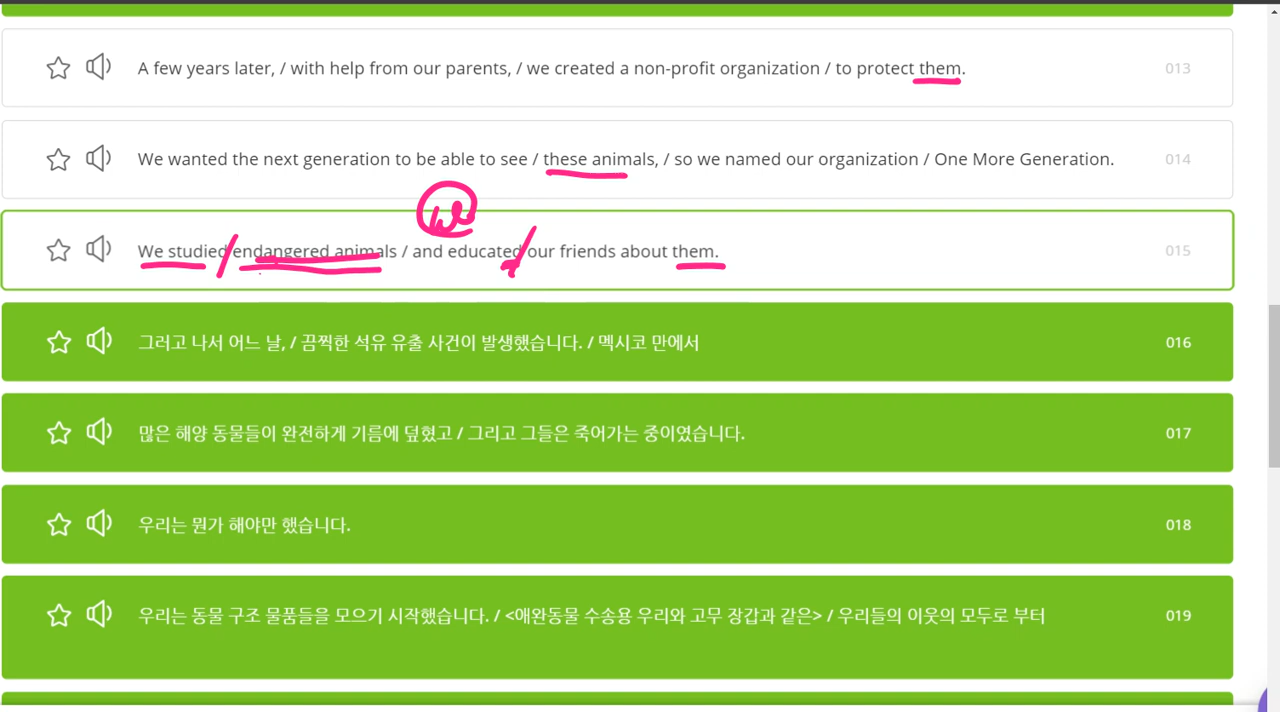 A few years later, / with help from our parents, / we created a non-profit organization / to protect them. 013
We wanted the next generation to be able to see / these animals, / so we named our organization / One More Generation. 014
we
We studied endangered animals / and educated our friends about them. 015
그러고 나서 어느 날, / 끔찍한 석유 유출 사건이 발생했습니다. / 멕시코 만에서 016
많은 해양 동물들이 완전하게 기름에 덮혔고 / 그리고 그들은 죽어가는 중이였습니다. 017
우리는 뭔가 해야만 했습니다. 018
우리는 동물 구조 물품들을 모으기 시작했습니다. / <애완동물 수송용 우리와 고무 장갑과 같은> / 우리들의 이웃의 모두로 부터 019